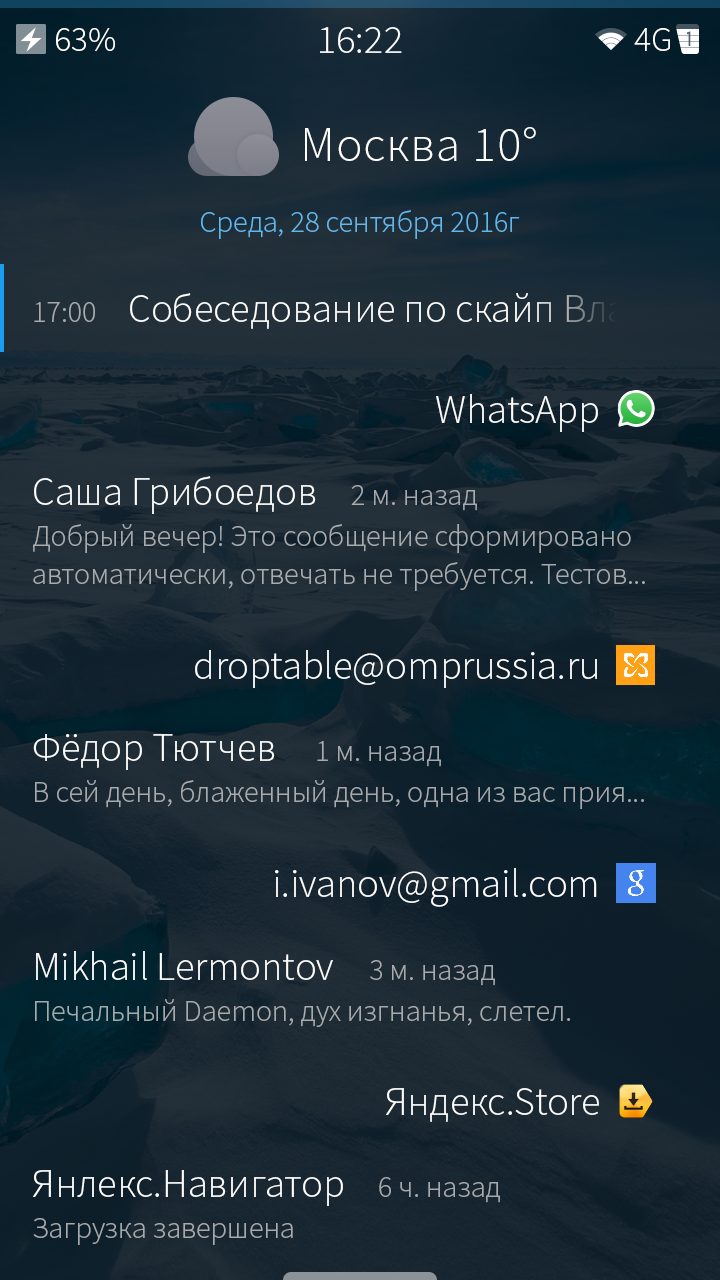 63% 16:22 4G 1
Москва 10°
Среда, 28 сентября 2016г
17:00 Собеседование по скайп Вла
WhatsApp
Саша Грибоедов 2 м. назад
Добрый вечер! Это сообщение сформировано
автоматически, отвечать не требуется. Тестов...
droptable@omprussia.ru
Фёдор Тютчев 1 м. назад
В сей день, блаженный день, одна из вас прия...
i.ivanov@gmail.com
Mikhail Lermontov 3 м. назад
Печальный Daemon, дух изгнанья, слетел.
Яндекс.Store
Янлекс.Навигатор 6 ч. назад
Загрузка завершена